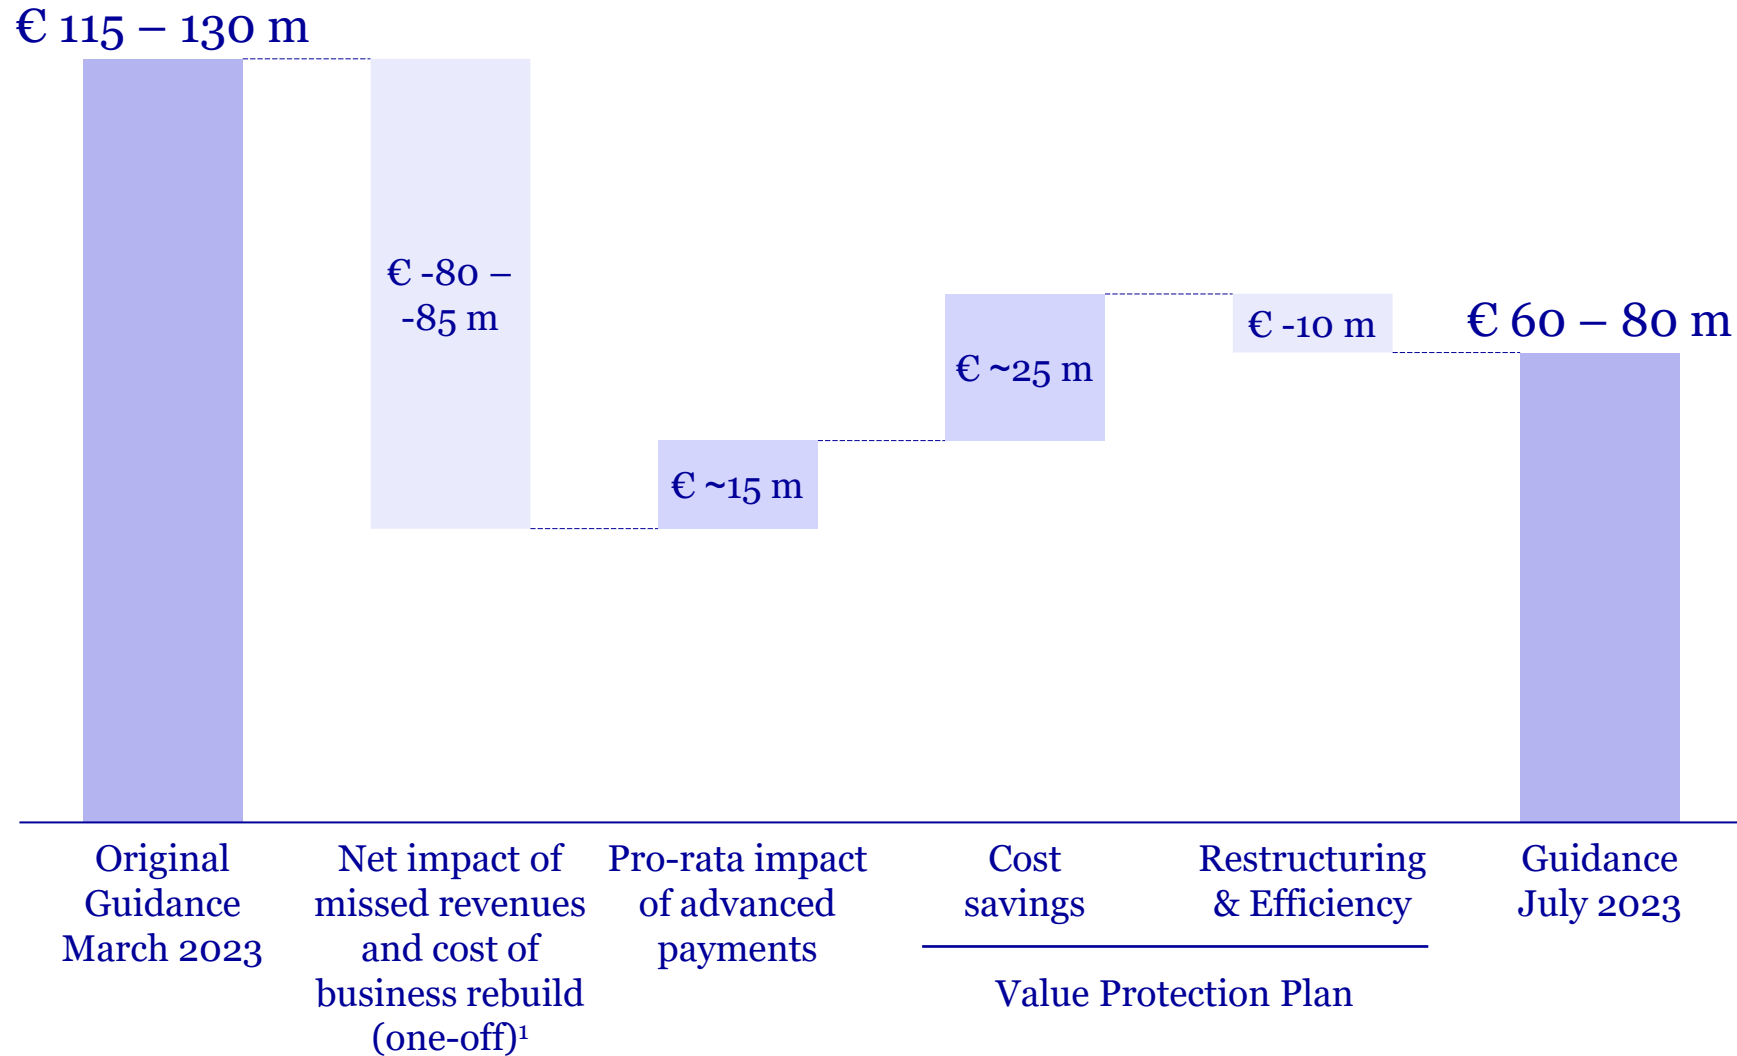 € 115 – 130 m
€ -80 –
-85 m
€ ~15 m
€ ~25 m
€ -10 m
€ 60 – 80 m
Original
Guidance
March 2023
Net impact of
missed revenues
and cost of
business rebuild
(one-off)¹
Pro-rata impact
of advanced
payments
Cost
savings
Restructuring
& Efficiency
Value Protection Plan
Guidance
July 2023